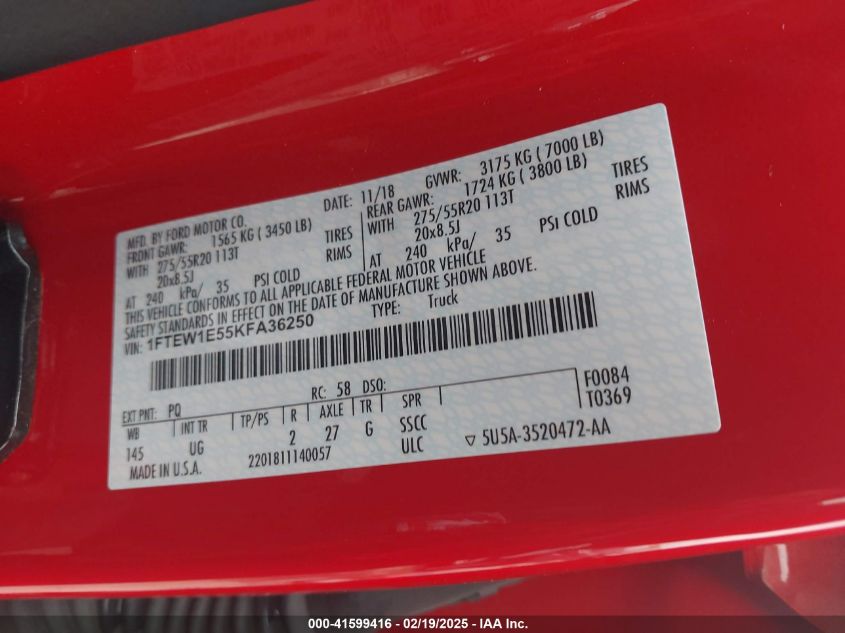 MFD. BY FORD MOTOR CO.
DATE: 11/18 GVWR: 3175 KG ( 7000 LB)
FRONT GAWR: 1565 KG ( 3450 LB) REAR GAWR: 1724 KG ( 3800 LB)
WITH 275/55R20 113T TIRES WITH 275/55R20 113T TIRES
20x8.5J RIMS 20x8.5J RIMS
AT 240 kPa/ 35 PSI COLD AT 240 kPa/ 35 PSI COLD
THIS VEHICLE CONFORMS TO ALL APPLICABLE FEDERAL MOTOR VEHICLE
SAFETY STANDARDS IN EFFECT ON THE DATE OF MANUFACTURE SHOWN ABOVE.
VIN: 1FTEW1E55KFA36250 TYPE: Truck
EXT PNT: PQ RC: 58 DSO: F0084
WB INT TR TP/PS R AXLE TR SPR T0369
145 UG 2 27 G SSCC
MADE IN U.S.A. 2201811140057 ULC ▽ 5U5A-3520472-AA
000-41599416 - 02/19/2025 - 5U Inc.